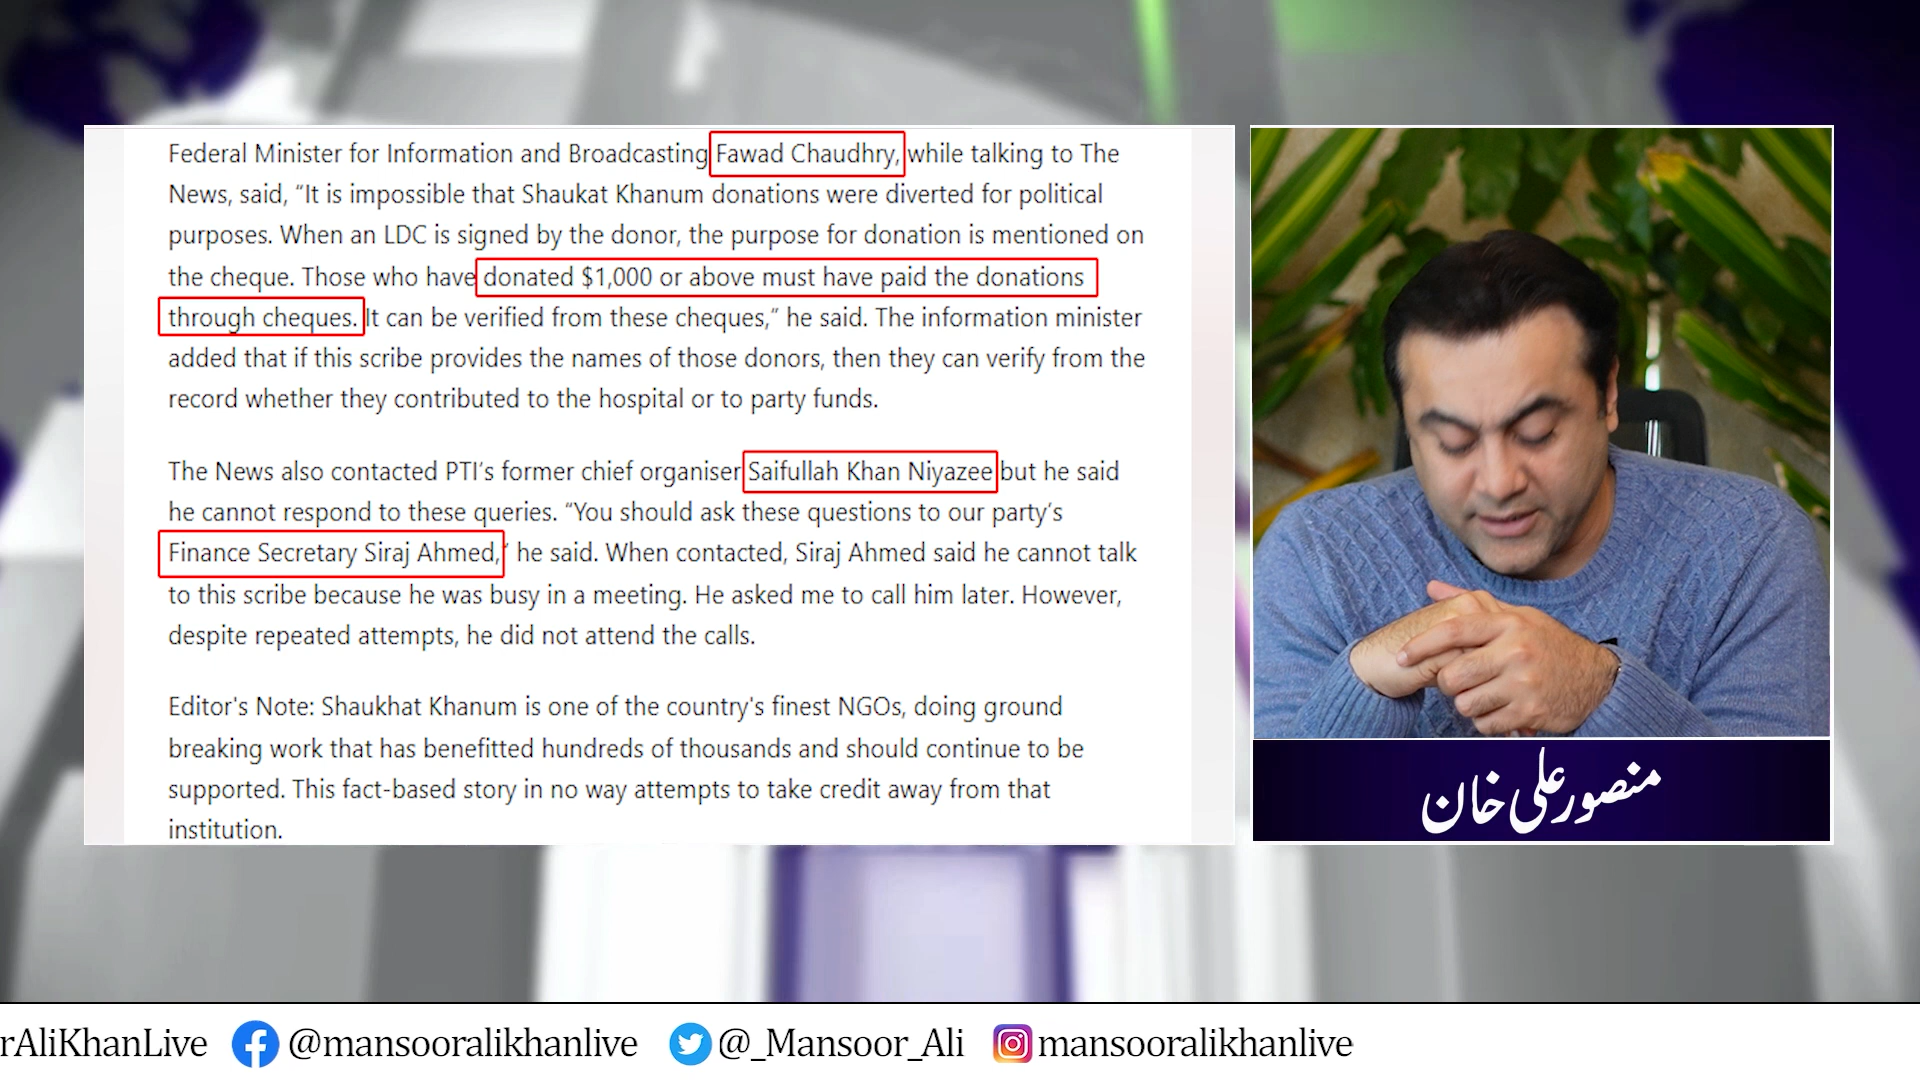 Federal Minister for Information and Broadcasting Fawad Chaudhry, while talking to The
News, said, “It is impossible that Shaukat Khanum donations were diverted for political
purposes. When an LDC is signed by the donor, the purpose for donation is mentioned on
the cheque. Those who have donated $1,000 or above must have paid the donations
through cheques. It can be verified from these cheques,” he said. The information minister
added that if this scribe provides the names of those donors, then they can verify from the
record whether they contributed to the hospital or to party funds.
The News also contacted PTI’s former chief organiser Saifullah Khan Niyazee but he said
he cannot respond to these queries. “You should ask these questions to our party’s
Finance Secretary Siraj Ahmed,” he said. When contacted, Siraj Ahmed said he cannot talk
to this scribe because he was busy in a meeting. He asked me to call him later. However,
despite repeated attempts, he did not attend the calls.
Editor's Note: Shaukhat Khanum is one of the country's finest NGOs, doing ground
breaking work that has benefitted hundreds of thousands and should continue to be
supported. This fact-based story in no way attempts to take credit away from that
institution.
منصور علی خان
rAliKhanLive @mansooralikhanlive @_Mansoor_Ali mansooralikhanlive